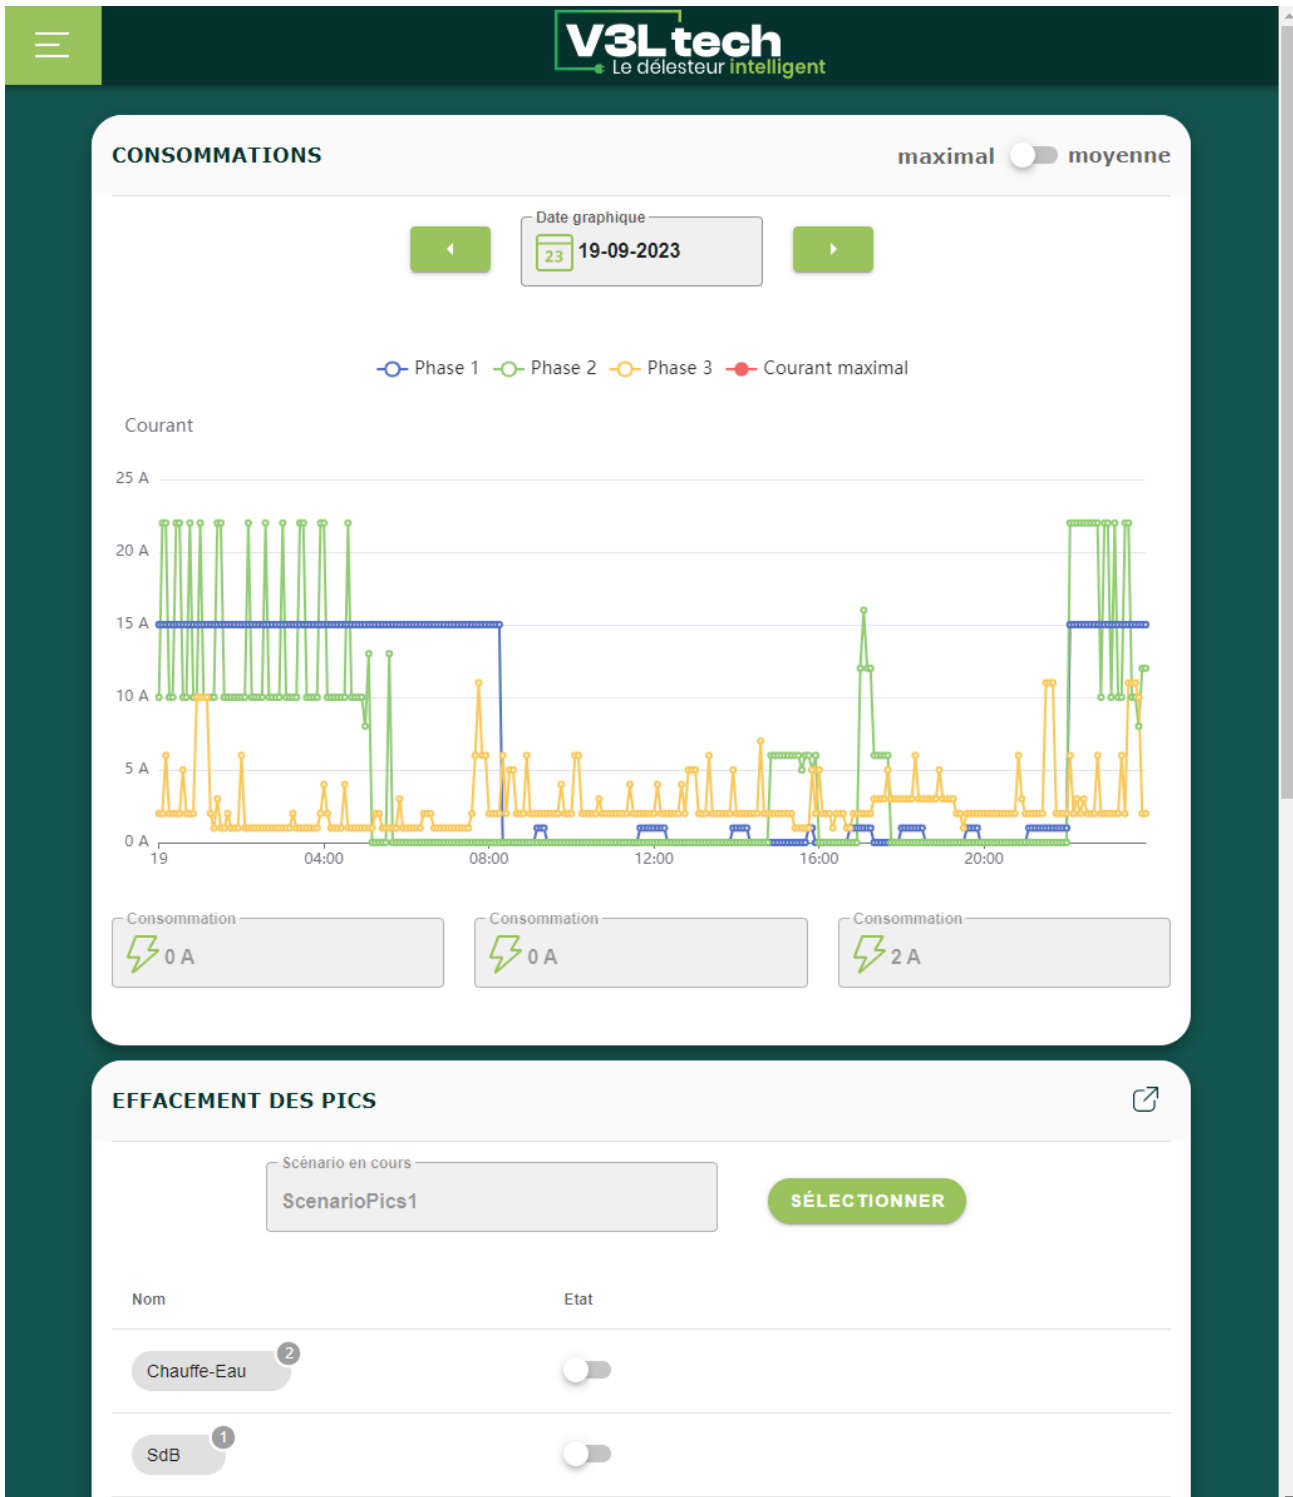 V3L tech
Le délesteur intelligent
CONSOMMATIONS
maximal moyenne
Date graphique
23 19-09-2023
Phase 1 Phase 2 Phase 3 Courant maximal
Courant
25 A
20 A
15 A
10 A
5 A
0 A
19 04:00 08:00 12:00 16:00 20:00
Consommation Consommation Consommation
0 A 0 A 2 A
EFFACEMENT DES PICS
Scénario en cours
ScenarioPics1 SÉLECTIONNER
Nom Etat
Chauffe-Eau 2
SdB 1